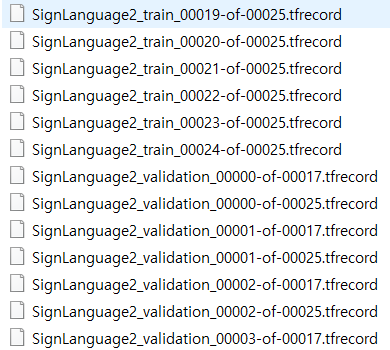 SignLanguage2_train_00019-of-00025.tfrecord
SignLanguage2_train_00020-of-00025.tfrecord
SignLanguage2_train_00021-of-00025.tfrecord
SignLanguage2_train_00022-of-00025.tfrecord
SignLanguage2_train_00023-of-00025.tfrecord
SignLanguage2_train_00024-of-00025.tfrecord
SignLanguage2_validation_00000-of-00017.tfrecord
SignLanguage2_validation_00000-of-00025.tfrecord
SignLanguage2_validation_00001-of-00017.tfrecord
SignLanguage2_validation_00001-of-00025.tfrecord
SignLanguage2_validation_00002-of-00017.tfrecord
SignLanguage2_validation_00002-of-00025.tfrecord
SignLanguage2_validation_00003-of-00017.tfrecord